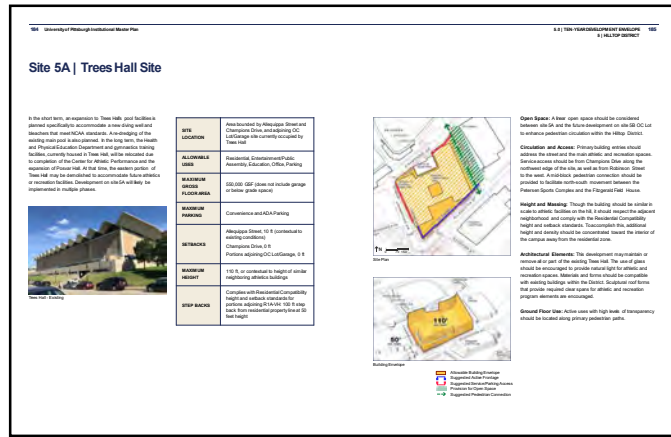 184 University of Pittsburgh Institutional Master Plan
5.0 | TEN-YEAR DEVELOPMENT ENVELOPE 185
5 | HILLTOP DISTRICT
Site 5A | Trees Hall Site
In the short term, an expansion to Trees Hall's pool facilities is
planned specifically to accommodate a new diving well and
bleachers that meet NCAA standards. A re-dredging of the
existing main pool is also planned. In the long term, the Health
and Physical Education Department and gymnastics training
facilities, currently housed in Trees Hall, will be relocated due
to completion of the Center for Athletic Performance and the
expansion of Posvar Hall. At that time, the eastern portion of
Trees Hall may be demolished to accommodate future athletics
or recreation facilities. Development on site 5A will likely be
implemented in multiple phases.
Trees Hall - Existing
SITE LOCATION
Area bounded by Allequippa Street and
Champions Drive, and adjoining OC
Lot/Garage site currently occupied by
Trees Hall
ALLOWABLE USES
Residential, Entertainment/Public
Assembly, Education, Office, Parking
MAXIMUM GROSS FLOOR AREA
550,000 GSF (does not include garage
or below grade space)
MAXIMUM PARKING
Convenience and ADA Parking
SETBACKS
Allequippa Street, 10 ft (contextual to
existing conditions)
Champions Drive, 0 ft
Portions adjoining OC Lot/Garage, 0 ft
MAXIMUM HEIGHT
110 ft, or contextual to height of similar
neighboring athletics buildings
STEP BACKS
Comply with Residential Compatibility
height and setback standards for
portions adjoining R1A-VH: 100 ft step
back from residential property line at 50
feet height
N
Site Plan
110'
50'
Building Envelope
Allowable Building Envelope
Suggested Active Frontage
Suggested Service/Parking Access
Provision for Open Space
Suggested Pedestrian Connection
Open Space: A linear open space should be considered
between site 5A and the future development on site 5B OC Lot
to enhance pedestrian circulation within the Hilltop District.
Circulation and Access: Primary building entries should
address the street and the main athletic and recreation spaces.
Service access should be from Champions Drive along the
northwest edge of the site, as well as from Robinson Street
to the west. A mid-block pedestrian connection should be
provided to facilitate north-south movement between the
Petersen Sports Complex and the Fitzgerald Field House.
Height and Massing: Though the building should be similar in
scale to athletic facilities on the hill, it should respect the adjacent
neighborhood and comply with the Residential Compatibility
height and setback standards. To accomplish this, additional
height and density should be concentrated toward the interior of
the campus away from the residential zone.
Architectural Elements: This development may maintain or
remove all or part of the existing Trees Hall. The use of glass
should be encouraged to provide natural light for athletic and
recreation spaces. Materials and forms should be compatible
with existing buildings within the District. Sculptural roof forms
that provide required clear spans for athletic and recreation
program elements are encouraged.
Ground Floor Use: Active uses with high levels of transparency
should be located along primary pedestrian paths.